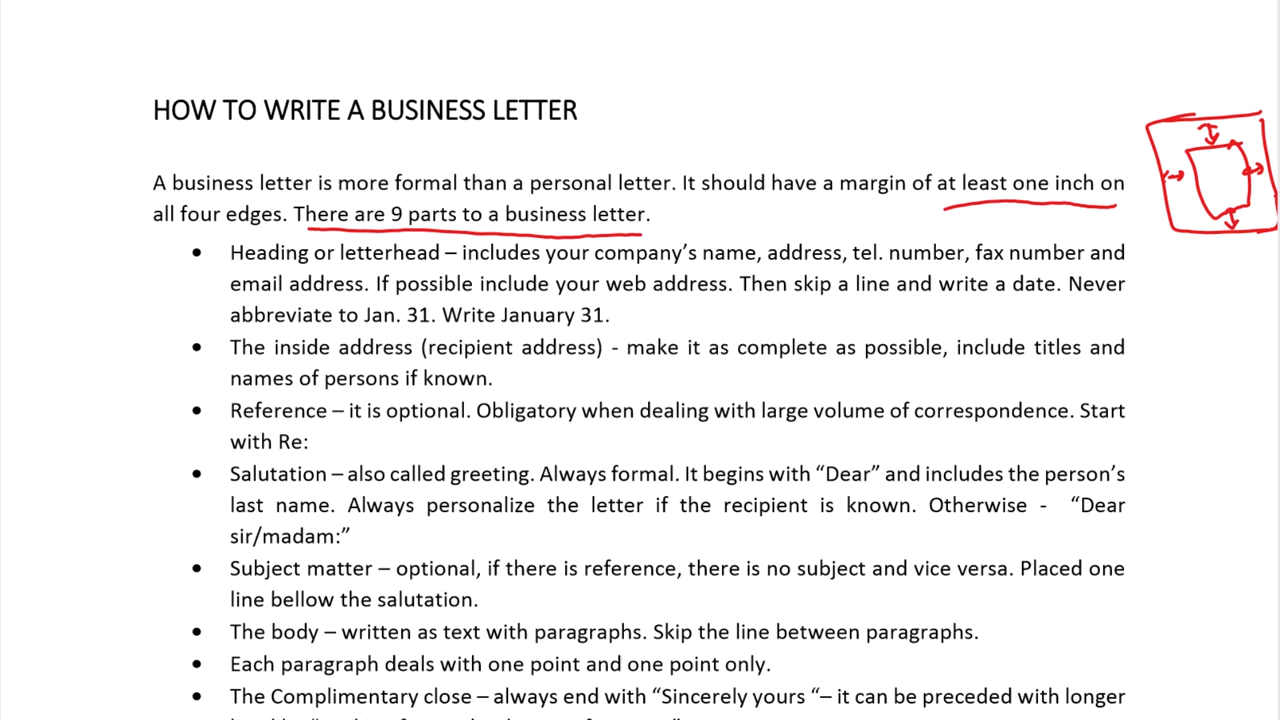 HOW TO WRITE A BUSINESS LETTER
A business letter is more formal than a personal letter. It should have a margin of at least one inch on
all four edges. There are 9 parts to a business letter.
• Heading or letterhead – includes your company’s name, address, tel. number, fax number and
email address. If possible include your web address. Then skip a line and write a date. Never
abbreviate to Jan. 31. Write January 31.
• The inside address (recipient address) - make it as complete as possible, include titles and
names of persons if known.
• Reference – it is optional. Obligatory when dealing with large volume of correspondence. Start
with Re:
• Salutation – also called greeting. Always formal. It begins with “Dear” and includes the person’s
last name. Always personalize the letter if the recipient is known. Otherwise - “Dear
sir/madam:”
• Subject matter – optional, if there is reference, there is no subject and vice versa. Placed one
line bellow the salutation.
• The body – written as text with paragraphs. Skip the line between paragraphs.
• Each paragraph deals with one point and one point only.
• The Complimentary close – always end with “Sincerely yours “– it can be preceded with longer